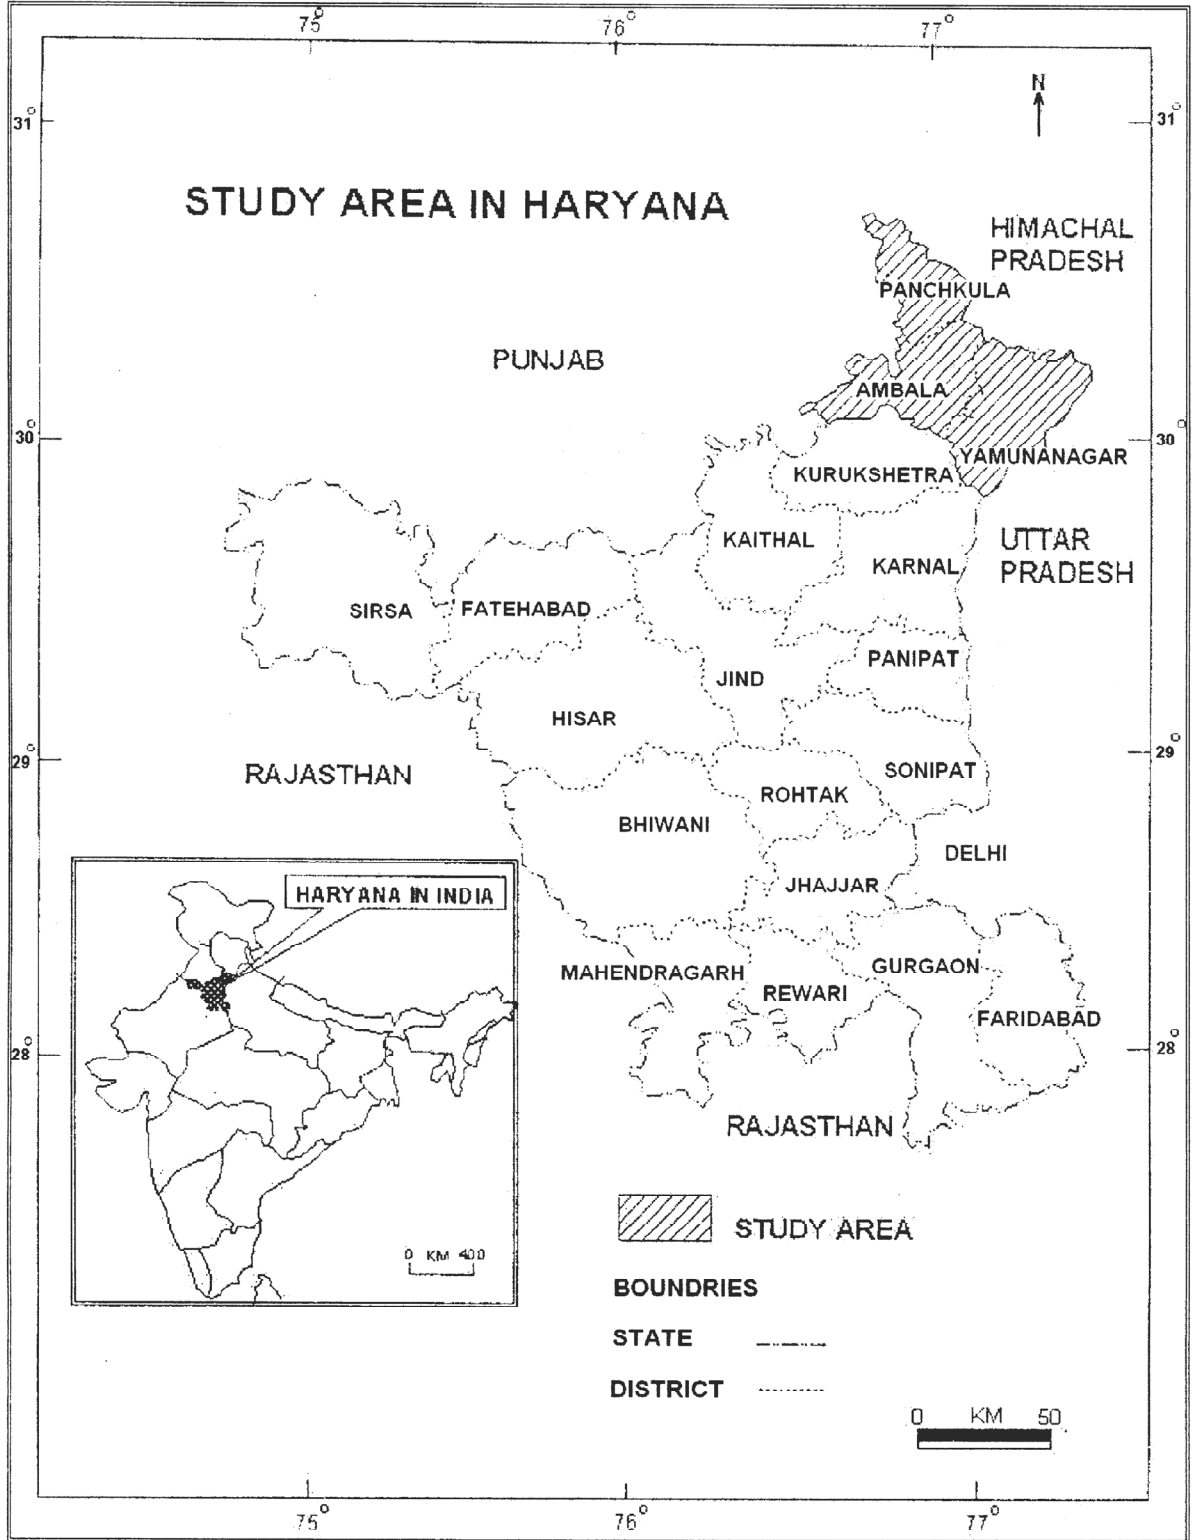 75° 76° 77°
N
31° 31°
STUDY AREA IN HARYANA
HIMACHAL
PRADESH
PANCHKULA
PUNJAB
AMBALA
30° 30°
YAMUNANAGAR
KURUKSHETRA
KAITHAL
UTTAR
PRADESH
KARNAL
SIRSA
FATEHABAD
PANIPAT
JIND
HISAR
29° 29°
RAJASTHAN
SONIPAT
ROHTAK
BHIWANI
DELHI
JHAJJAR
HARYANA IN INDIA
MAHENDRAGARH
GURGAON
REWARI
FARIDABAD
28° 28°
RAJASTHAN
STUDY AREA
0 KM 400
BOUNDRIES
STATE
DISTRICT
0 KM 50
75° 76° 77°